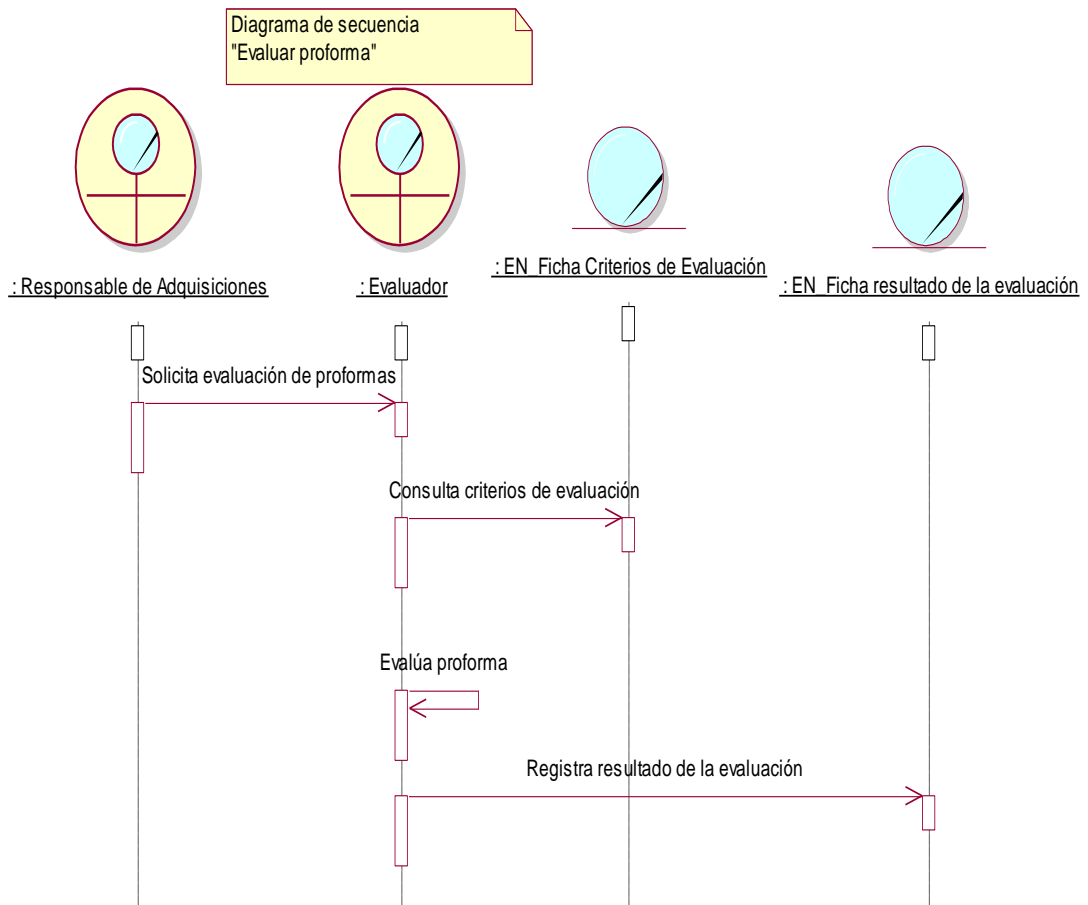 Diagrama de secuencia
"Evaluar proforma"
: Responsable de Adquisiciones
: Evaluador
: EN_Ficha Criterios de Evaluación
: EN_Ficha resultado de la evaluación
Solicita evaluación de proformas
Consulta criterios de evaluación
Evalúa proforma
Registra resultado de la evaluación